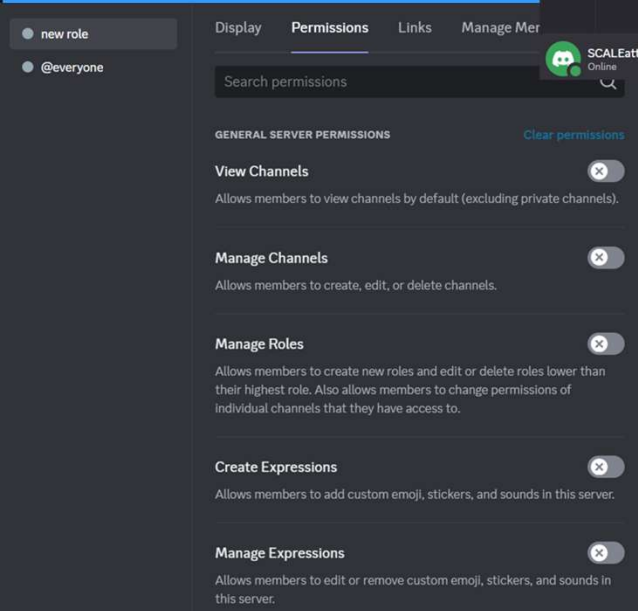 new role
@everyone
Display Permissions Links Manage
SCALEatt
Online
Search permissions
GENERAL SERVER PERMISSIONS Clear permissions
View Channels
Allows members to view channels by default (excluding private channels).
Manage Channels
Allows members to create, edit, or delete channels.
Manage Roles
Allows members to create new roles and edit or delete roles lower than
their highest role. Also allows members to change permissions of
individual channels that they have access to.
Create Expressions
Allows members to add custom emoji, stickers, and sounds in this server.
Manage Expressions
Allows members to edit or remove custom emoji, stickers, and sounds in
this server.